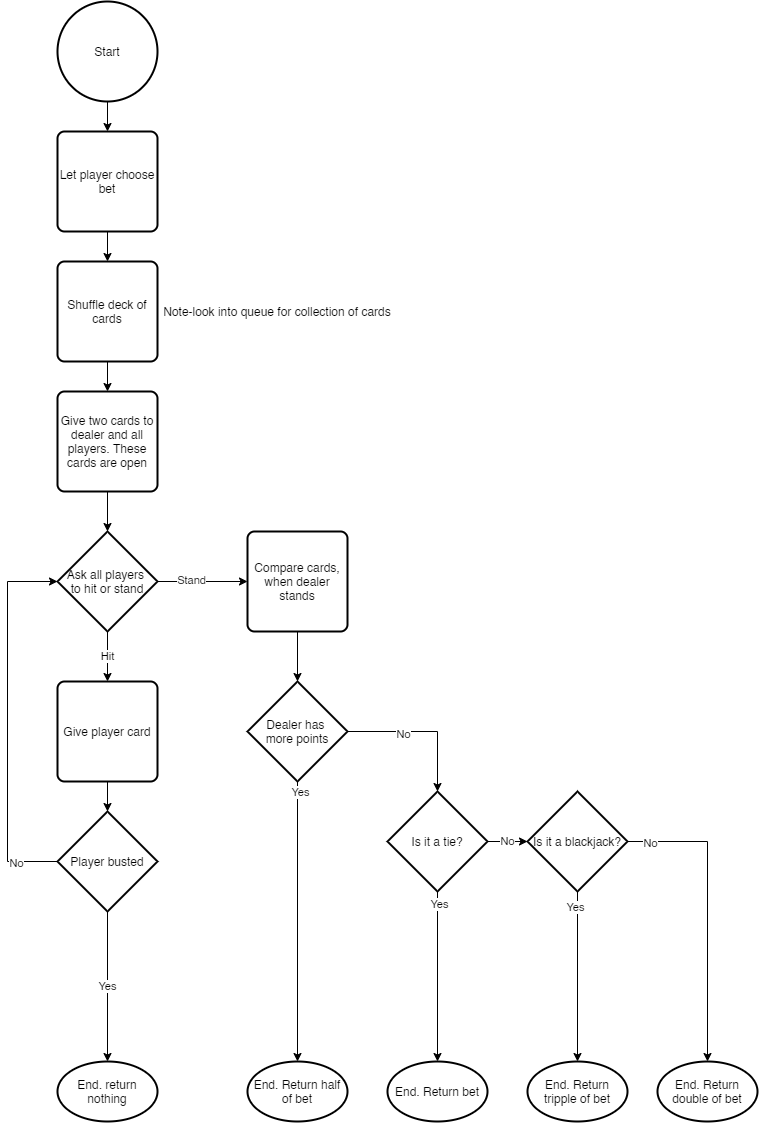 Start
Let player choose
bet
Shuffle deck of
cards
Note-look into queue for collection of cards
Give two cards to
dealer and all
players. These
cards are open
Ask all players
to hit or stand
Stand
Compare cards,
when dealer
stands
Hit
Give player card
Dealer has
more points
No
Yes
Is it a tie?
No
Is it a blackjack?
No
Player busted
No
Yes
Yes
Yes
End. return
nothing
End. Return half
of bet
End. Return bet
End. Return
tripple of bet
End. Return
double of bet